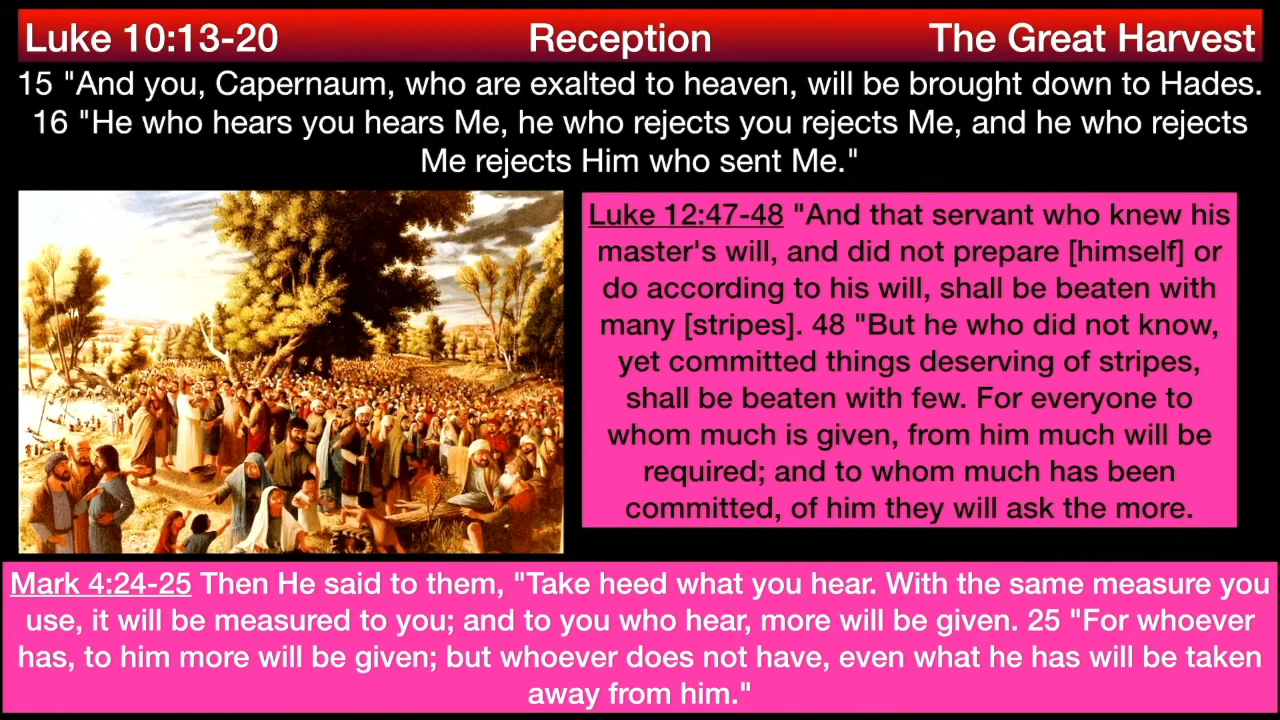 Luke 10:13-20 Reception The Great Harvest
15 "And you, Capernaum, who are exalted to heaven, will be brought down to Hades.
16 "He who hears you hears Me, he who rejects you rejects Me, and he who rejects
Me rejects Him who sent Me."
Luke 12:47-48 "And that servant who knew his
master's will, and did not prepare [himself] or
do according to his will, shall be beaten with
many [stripes]. 48 "But he who did not know,
yet committed things deserving of stripes,
shall be beaten with few. For everyone to
whom much is given, from him much will be
required; and to whom much has been
committed, of him they will ask the more.
Mark 4:24-25 Then He said to them, "Take heed what you hear. With the same measure you
use, it will be measured to you; and to you who hear, more will be given. 25 "For whoever
has, to him more will be given; but whoever does not have, even what he has will be taken
away from him."